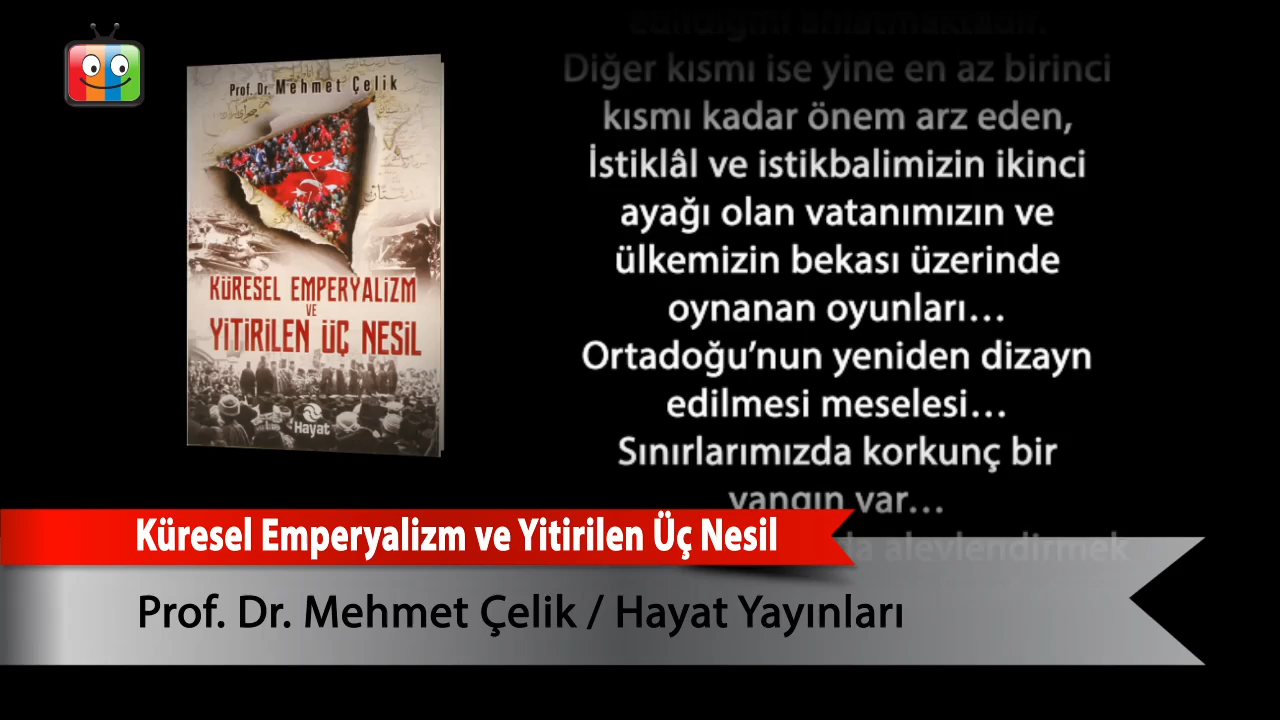 Prof. Dr. Mehmet Çelik
KÜRESEL EMPERYALİZM
VE
YİTİRİLEN ÜÇ NESİL
Hayat
Diğer kısmı ise yine en az birinci
kısmı kadar önem arz eden,
İstiklâl ve istikbalimizin ikinci
ayağı olan vatanımızın ve
ülkemizin bekası üzerinde
oynanan oyunları…
Ortadoğu’nun yeniden dizayn
edilmesi meselesi…
Sınırlarımızda korkunç bir
yangın var…
alevlendirmek
Küresel Emperyalizm ve Yitirilen Üç Nesil
Prof. Dr. Mehmet Çelik / Hayat Yayınları